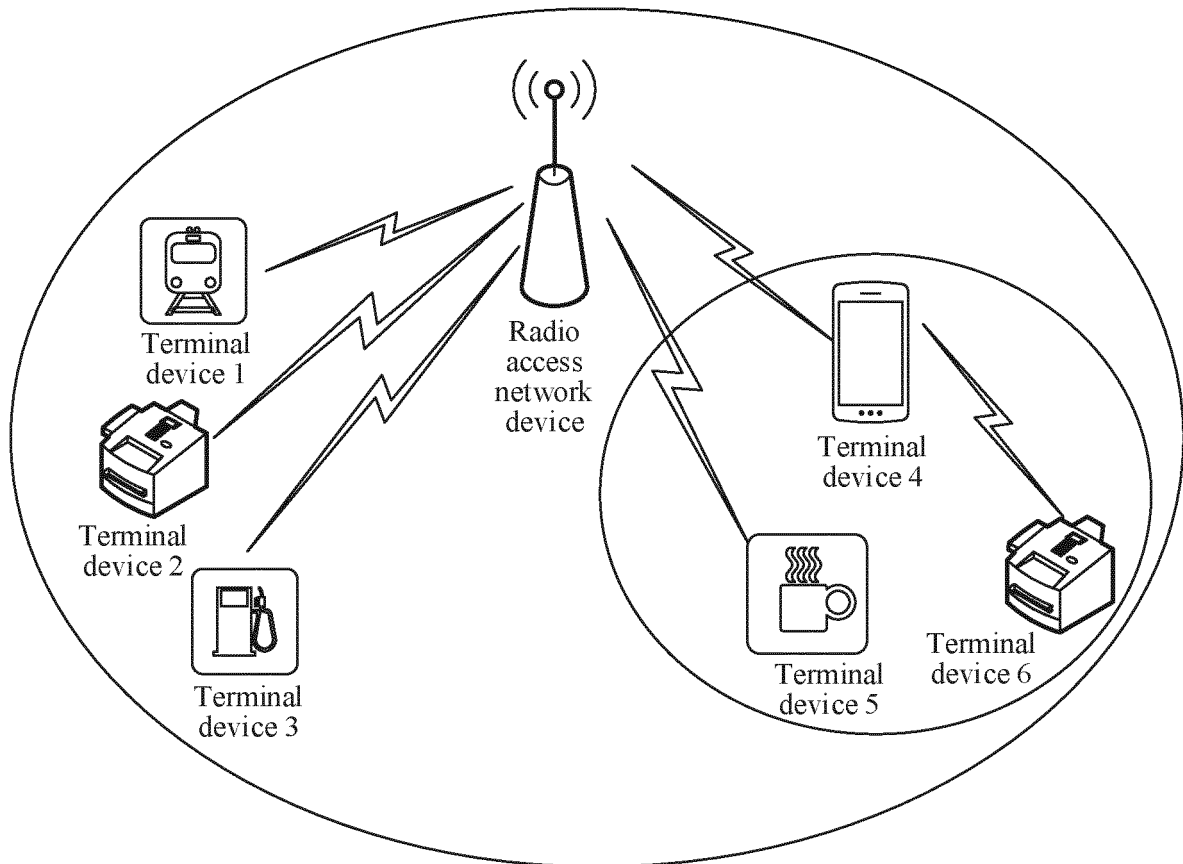 Terminal
device 1
Radio
access
network
device
Terminal
device 2
Terminal
device 3
Terminal
device 4
Terminal
device 5
Terminal
device 6